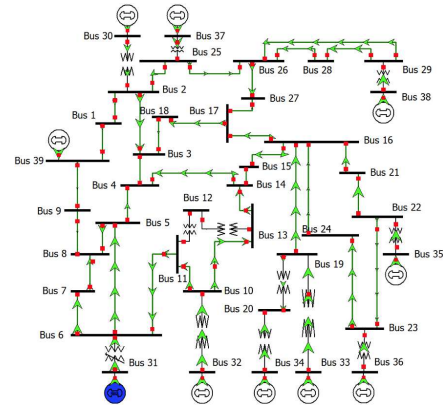 Bus 30
Bus 37
Bus 25
Bus 26
Bus 28
Bus 29
Bus 2
Bus 38
Bus 18
Bus 17
Bus 27
Bus 1
Bus 39
Bus 3
Bus 16
Bus 15
Bus 4
Bus 14
Bus 21
Bus 12
Bus 9
Bus 22
Bus 5
Bus 13
Bus 24
Bus 8
Bus 35
Bus 19
Bus 11
Bus 7
Bus 10
Bus 20
Bus 6
Bus 23
Bus 31
Bus 32
Bus 34
Bus 33
Bus 36